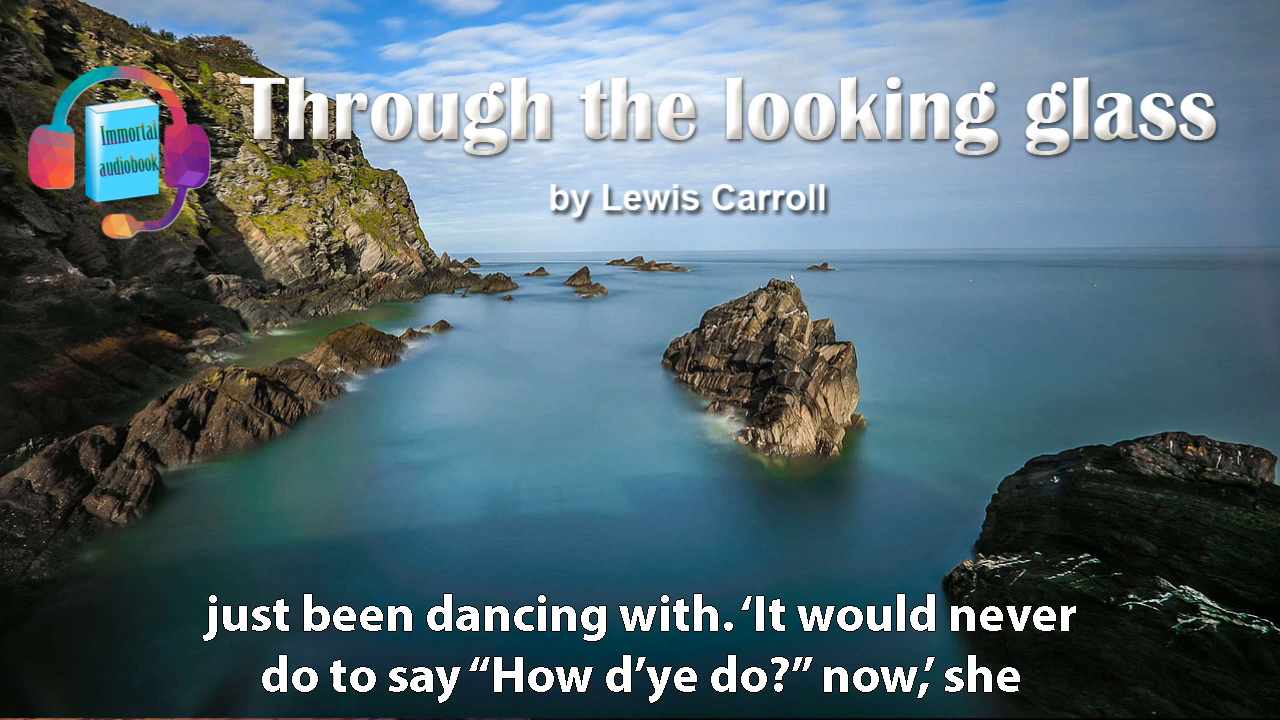 Through the looking glass
Immortal
audiobook
by Lewis Carroll
just been dancing with. ‘It would never
do to say “How d’ye do?” now,’ she